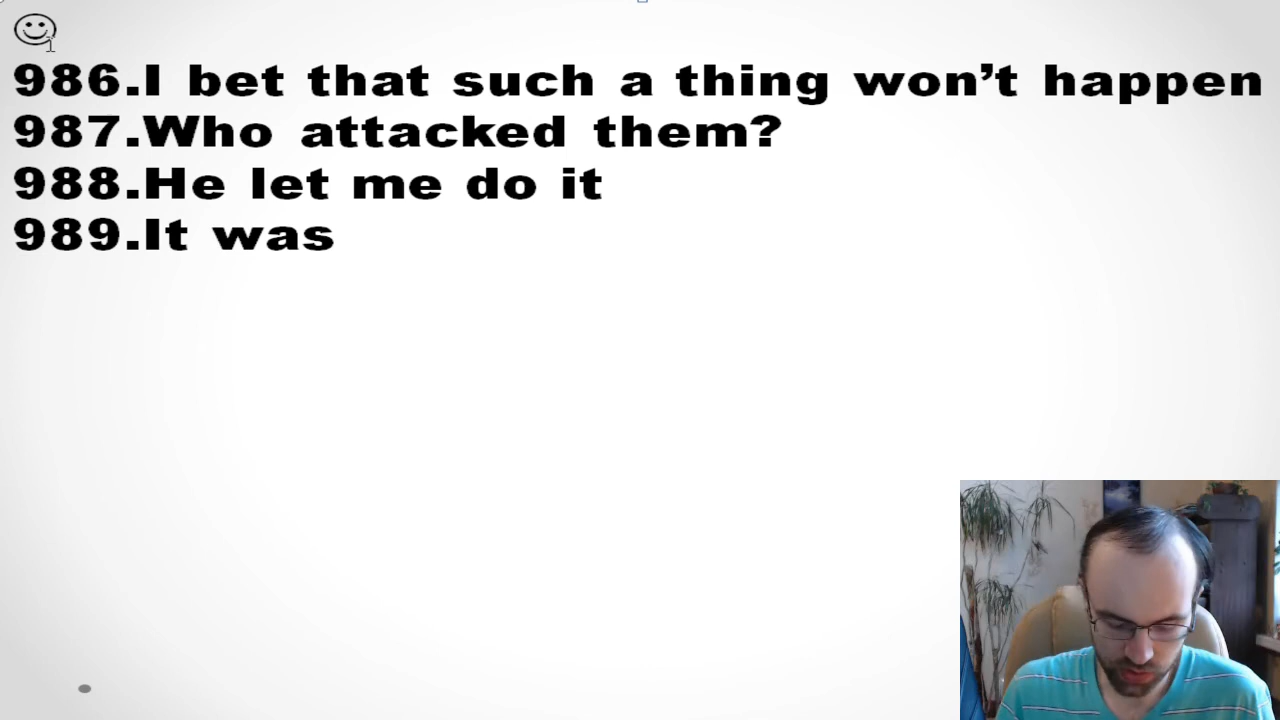 986.I bet that such a thing won’t happen
987.Who attacked them?
988.He let me do it
989.It was